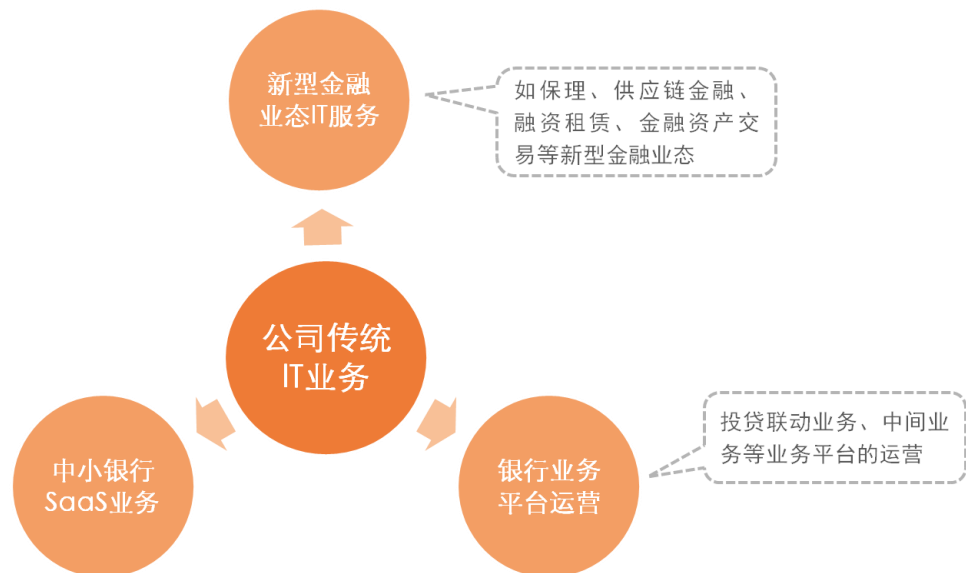 新型金融
业态IT服务
如保理、供应链金融、
融资租赁、金融资产交
易等新型金融业态
公司传统
IT业务
中小银行
SaaS业务
银行业务
平台运营
投贷联动业务、中间业
务等业务平台的运营